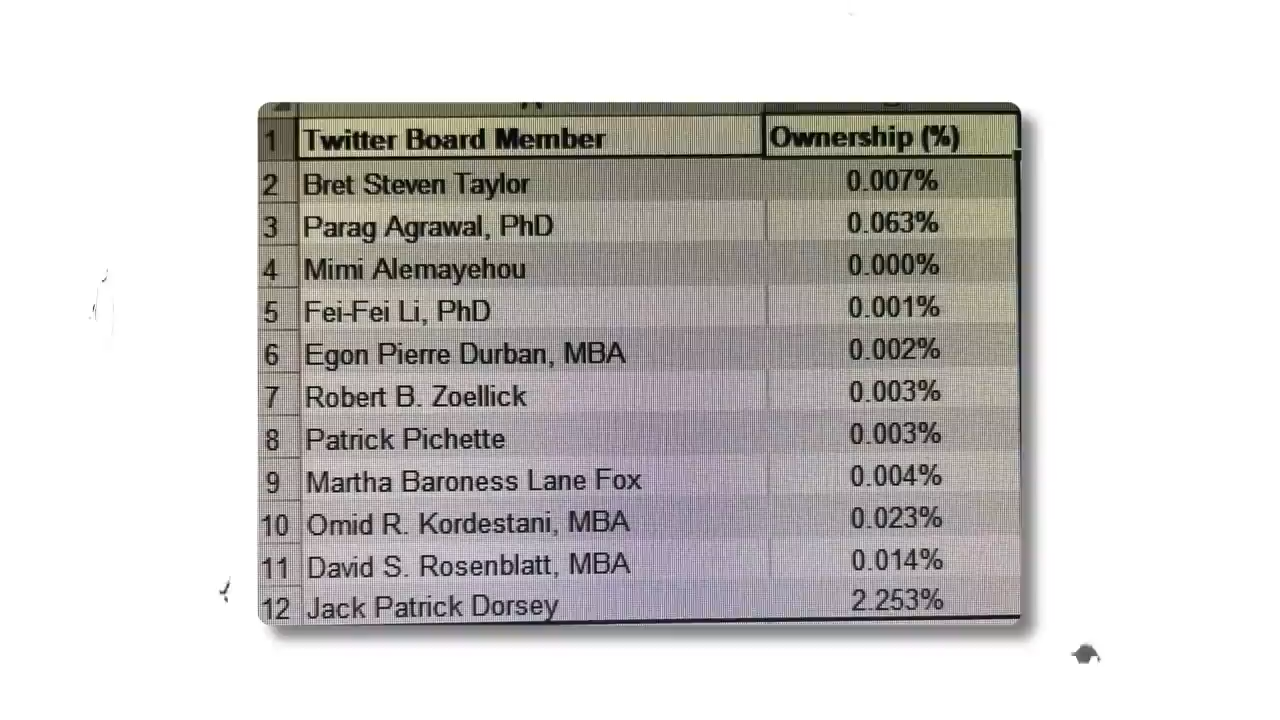 1 Twitter Board Member Ownership (%)
2 Bret Steven Taylor 0.007%
3 Parag Agrawal, PhD 0.063%
4 Mimi Alemayehou 0.000%
5 Fei-Fei Li, PhD 0.001%
6 Egon Pierre Durban, MBA 0.002%
7 Robert B. Zoellick 0.003%
8 Patrick Pichette 0.003%
9 Martha Baroness Lane Fox 0.004%
10 Omid R. Kordestani, MBA 0.023%
11 David S. Rosenblatt, MBA 0.014%
12 Jack Patrick Dorsey 2.253%